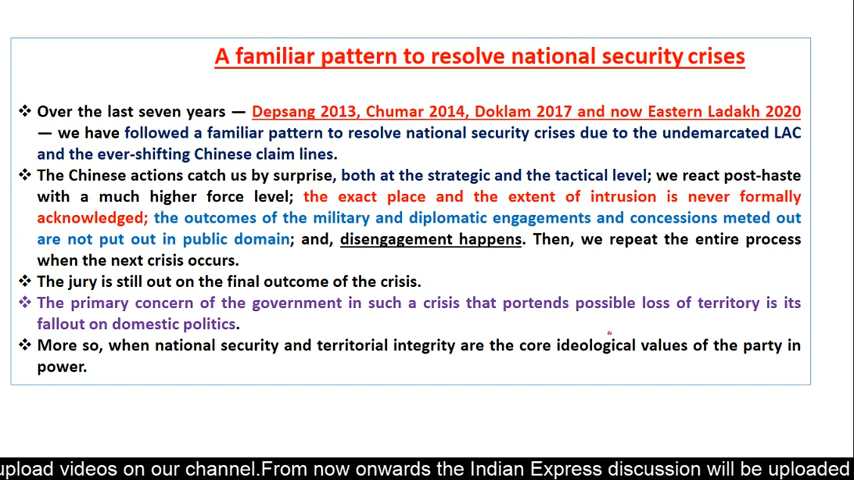 A familiar pattern to resolve national security crises
❖ Over the last seven years — Depsang 2013, Chumar 2014, Doklam 2017 and now Eastern Ladakh 2020
— we have followed a familiar pattern to resolve national security crises due to the undemarcated LAC
and the ever-shifting Chinese claim lines.
❖ The Chinese actions catch us by surprise, both at the strategic and the tactical level; we react post-haste
with a much higher force level; the exact place and the extent of intrusion is never formally
acknowledged; the outcomes of the military and diplomatic engagements and concessions meted out
are not put out in public domain; and, disengagement happens. Then, we repeat the entire process
when the next crisis occurs.
❖ The jury is still out on the final outcome of the crisis.
❖ The primary concern of the government in such a crisis that portends possible loss of territory is its
fallout on domestic politics.
❖ More so, when national security and territorial integrity are the core ideological values of the party in
power.
upload videos on our channel.From now onwards the Indian Express discussion will be uploaded